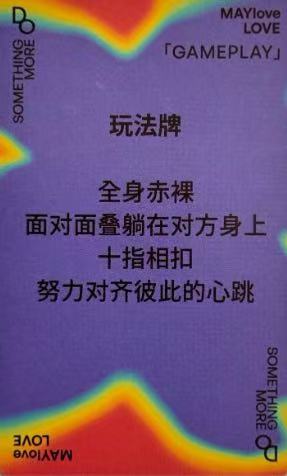 DO
SOMETHING
MORE
MAYlove
LOVE
「GAMEPLAY」
玩法牌
全身赤裸
面对面叠躺在对方身上
十指相扣
努力对齐彼此的心跳
MAYlove
LOVE
DO
SOMETHING
MORE